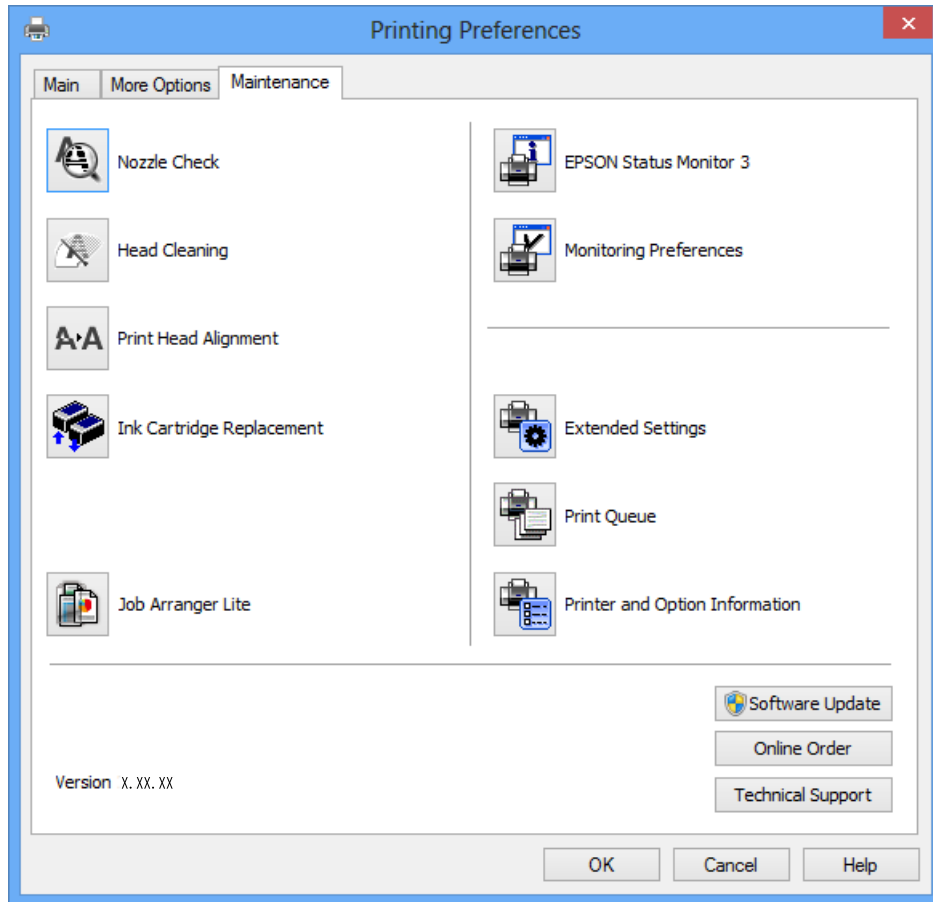 Printing Preferences
Main
More Options
Maintenance
Nozzle Check
Head Cleaning
Print Head Alignment
Ink Cartridge Replacement
Job Arranger Lite
EPSON Status Monitor 3
Monitoring Preferences
Extended Settings
Print Queue
Printer and Option Information
Software Update
Online Order
Technical Support
Version X.XX.XX
OK
Cancel
Help